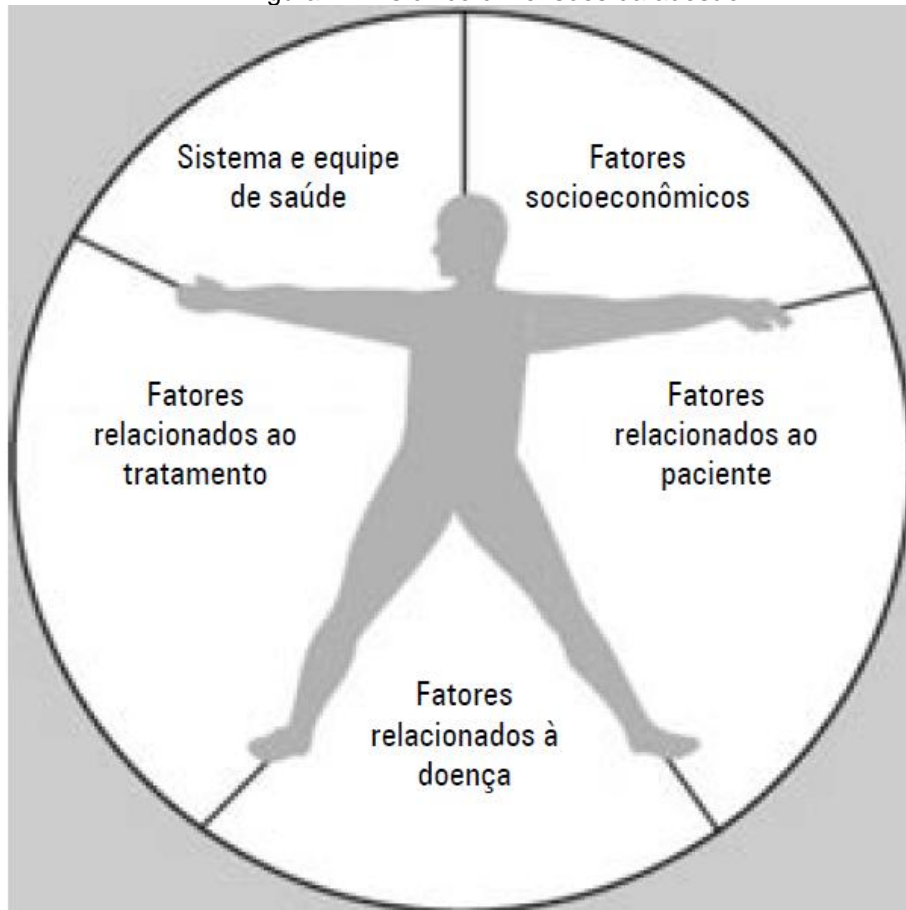 Sistema e equipe
de saúde
Fatores
socioeconômicos
Fatores
relacionados ao
tratamento
Fatores
relacionados ao
paciente
Fatores
relacionados à
doença